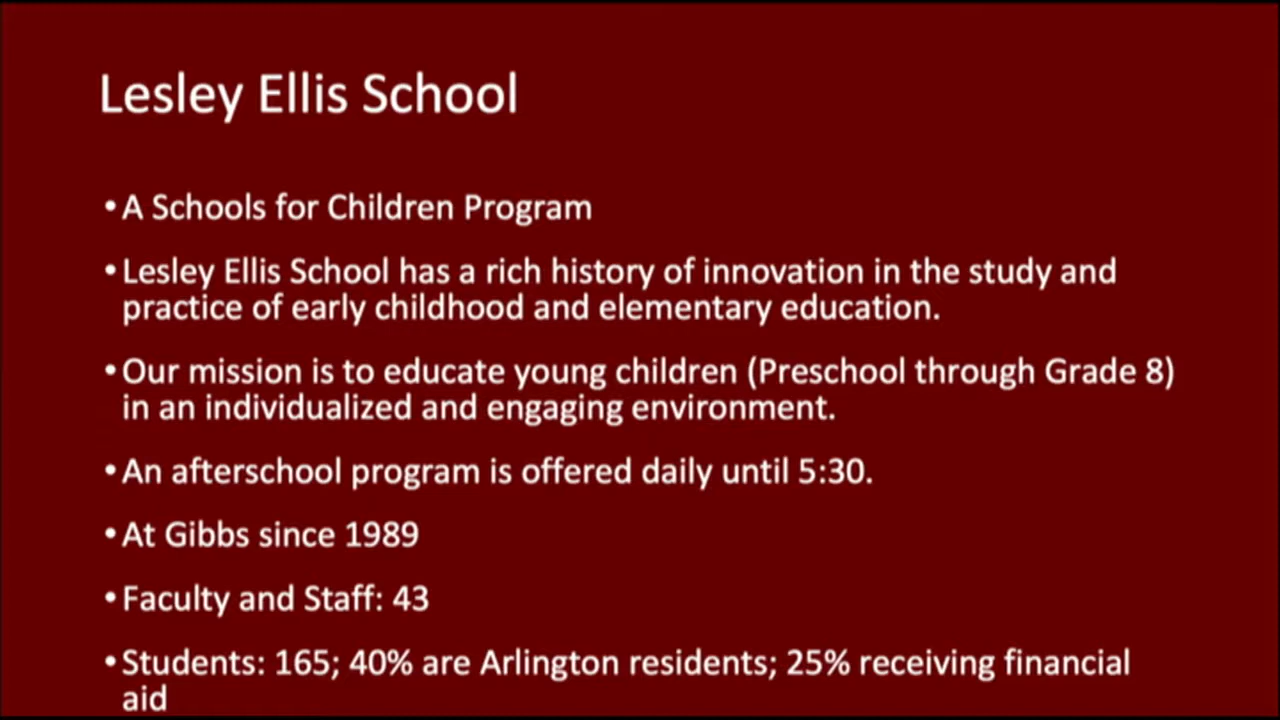 Lesley Ellis School
•A Schools for Children Program
•Lesley Ellis School has a rich history of innovation in the study and
practice of early childhood and elementary education.
•Our mission is to educate young children (Preschool through Grade 8)
in an individualized and engaging environment.
•An afterschool program is offered daily until 5:30.
•At Gibbs since 1989
•Faculty and Staff: 43
•Students: 165; 40% are Arlington residents; 25% receiving financial
aid